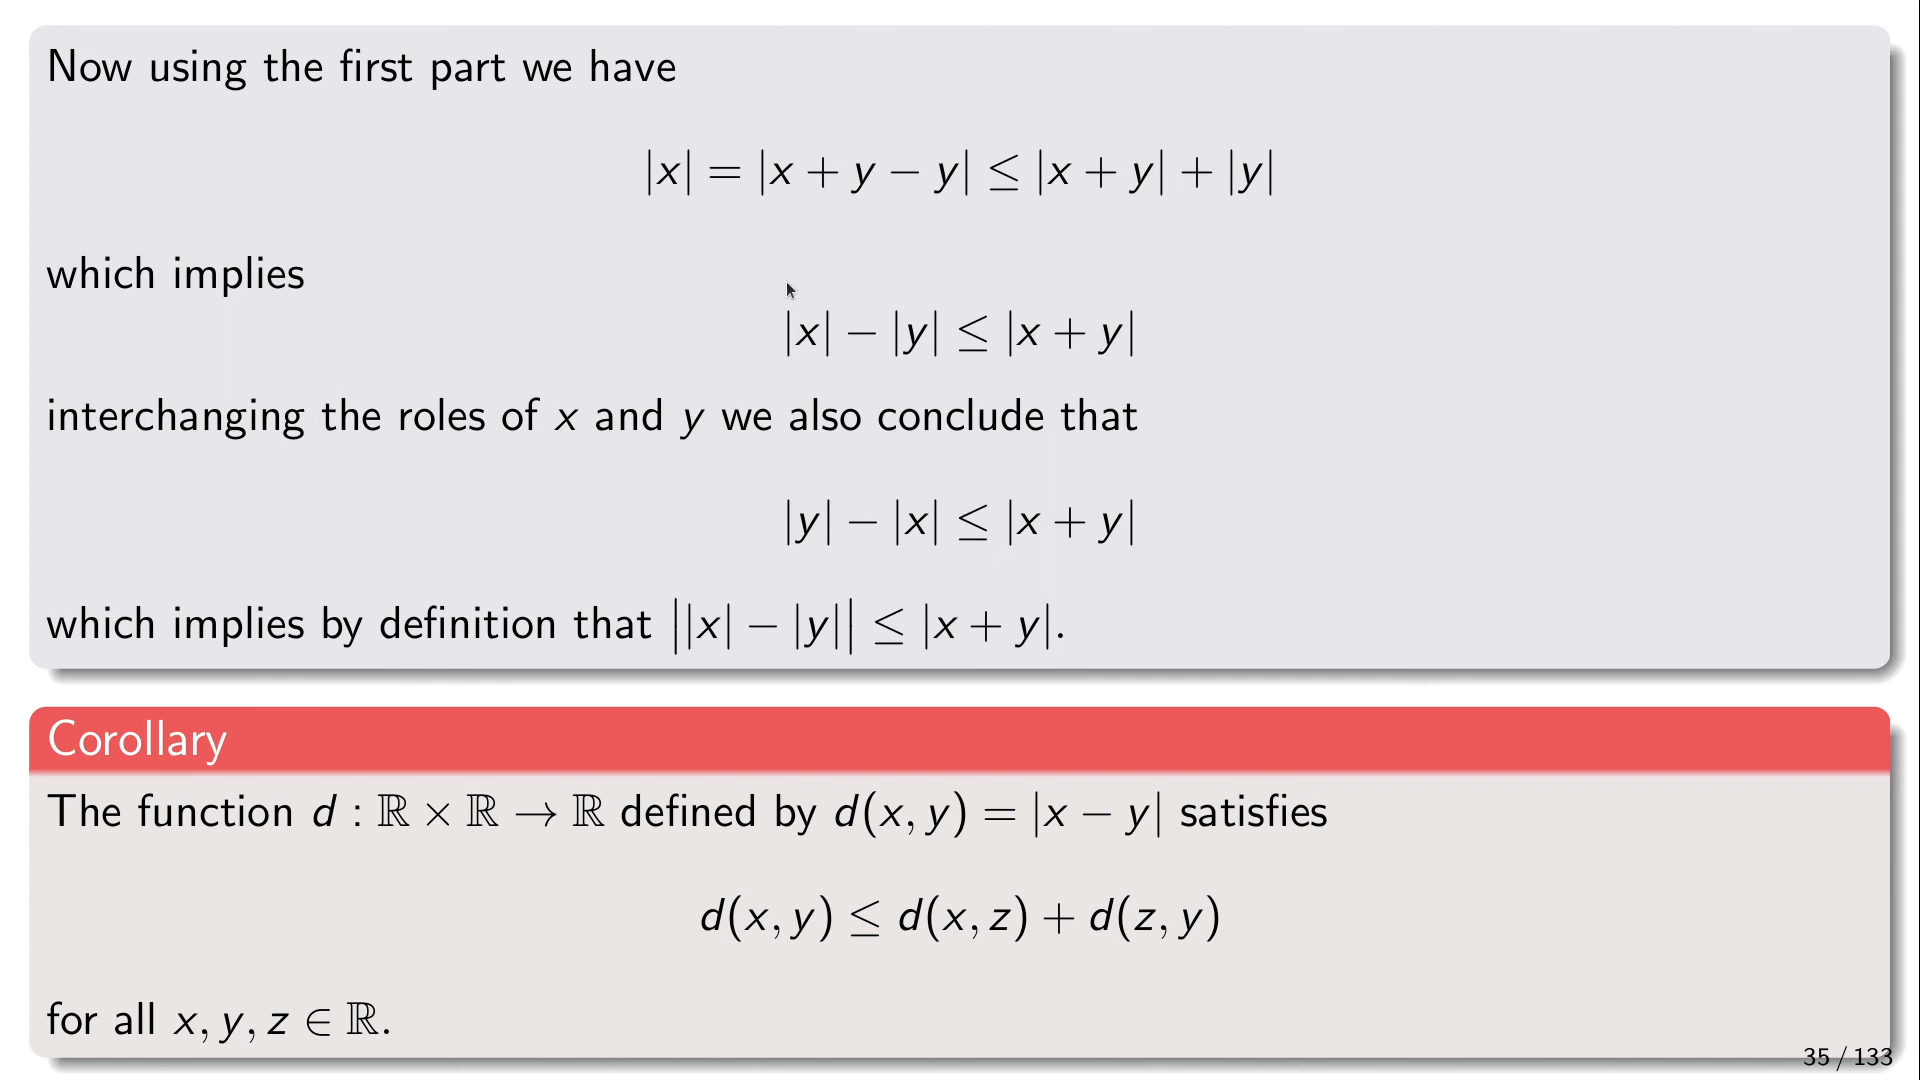 Now using the first part we have
|x| = |x + y − y| ≤ |x + y| + |y|
which implies
|x| − |y| ≤ |x + y|
interchanging the roles of x and y we also conclude that
|y| − |x| ≤ |x + y|
which implies by definition that ||x| − |y|| ≤ |x + y|.
Corollary
The function d : ℝ × ℝ → ℝ defined by d(x, y) = |x − y| satisfies
d(x, y) ≤ d(x, z) + d(z, y)
for all x, y, z ∈ ℝ.
35 / 133